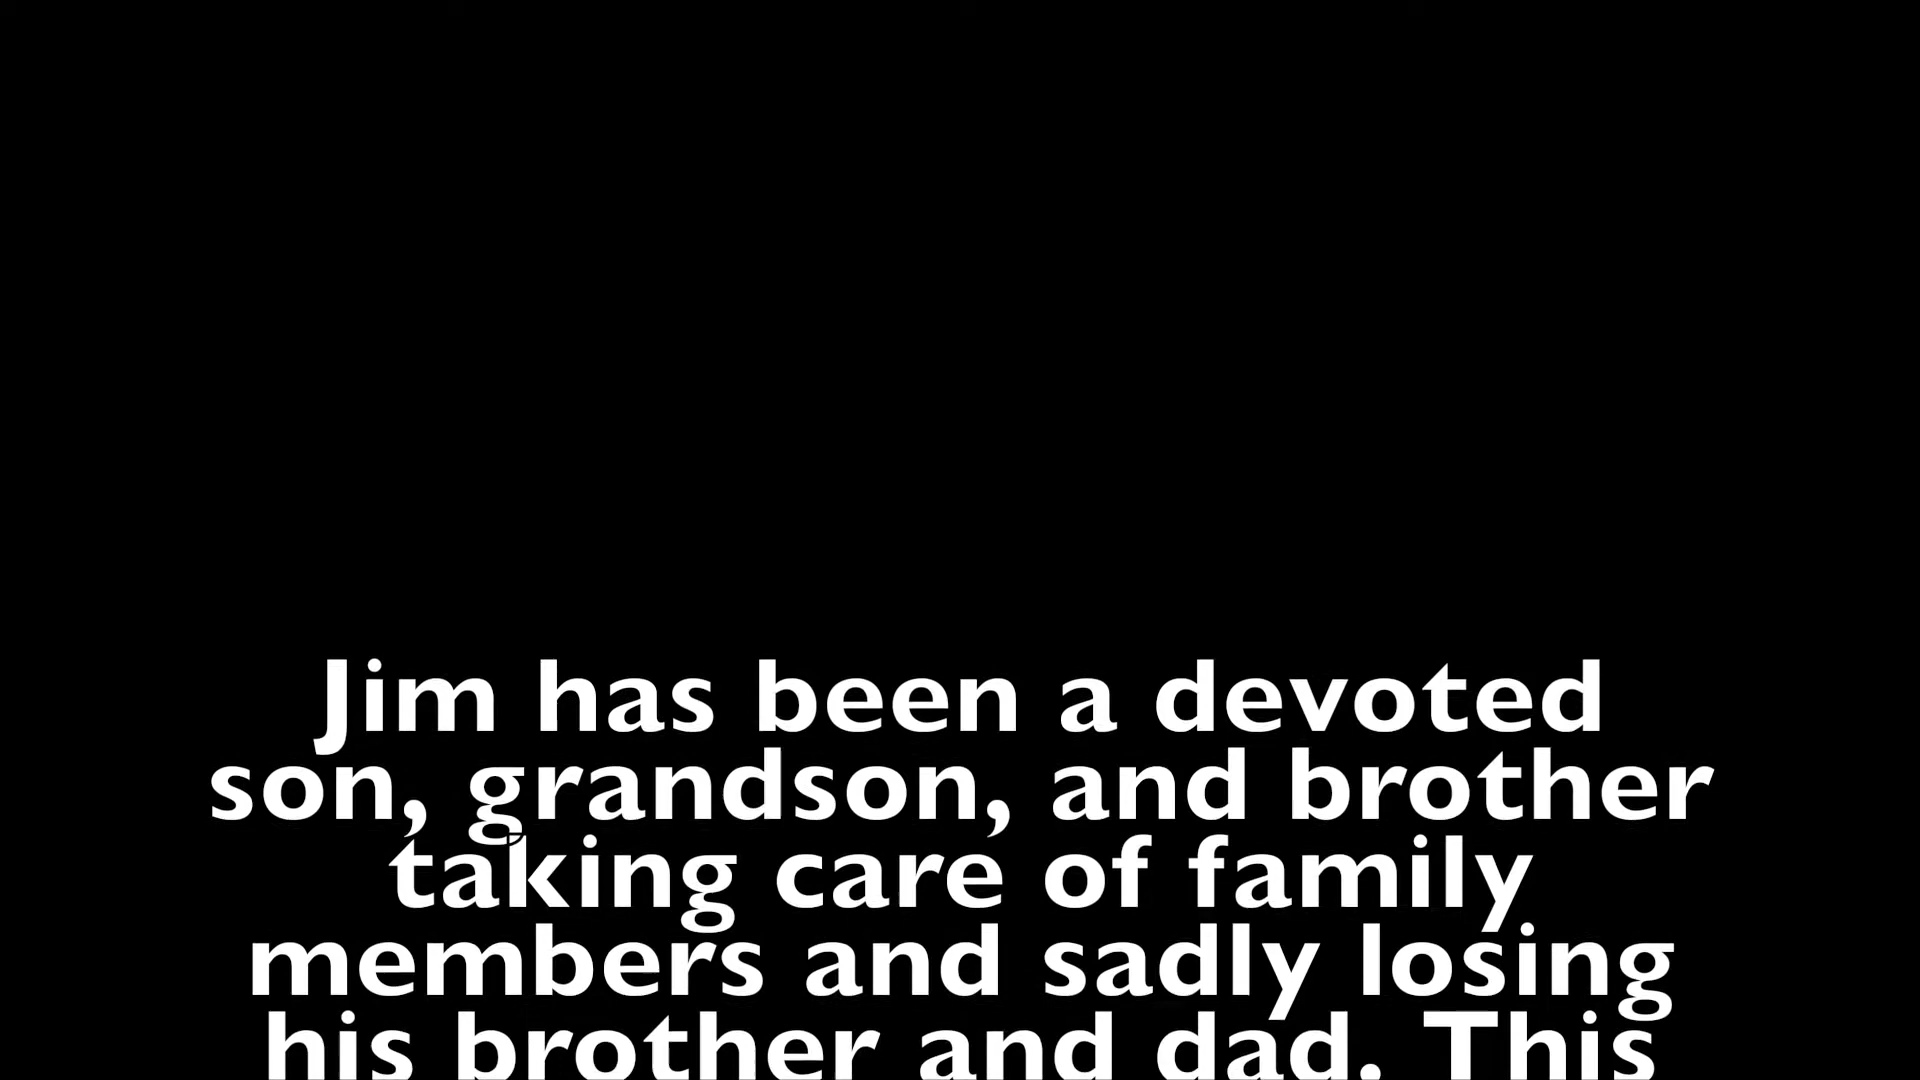 Jim has been a devoted
son, grandson, and brother
taking care of family
members and sadly losing
his brother and dad. This